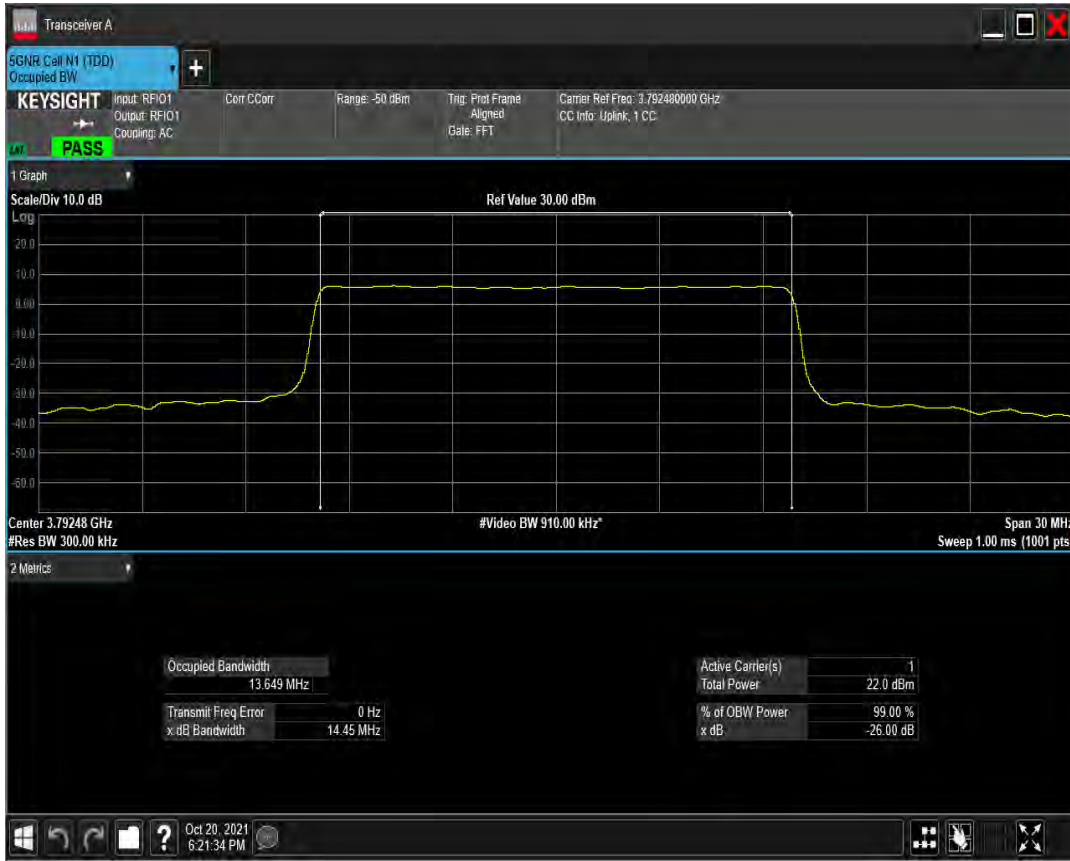 Transceiver A
5GNR Cell N1 (TDD)
Occupied BW
+
KEYSIGHT
Input: RFIO1
Output: RFIO1
Coupling: AC
Corr CCorr
Range: -50 dBm
Trig: Prot Frame
Aligned
Gate: FFT
Carrier Ref Freq: 3.792480000 GHz
CC Info: Uplink, 1 CC
PASS
1 Graph
Scale/Div 10.0 dB
Ref Value 30.00 dBm
Log
20.0
10.0
0.00
-10.0
-20.0
-30.0
-40.0
-50.0
-60.0
Center 3.79248 GHz
#Video BW 910.00 kHz*
Span 30 MHz
#Res BW 300.00 kHz
Sweep 1.00 ms (1001 pts
2 Metrics
Occupied Bandwidth
13.649 MHz
Transmit Freq Error 0 Hz
x dB Bandwidth 14.45 MHz
Active Carrier(s) 1
Total Power 22.0 dBm
% of OBW Power 99.00 %
x dB -26.00 dB
?
Oct 20, 2021
6:21:34 PM